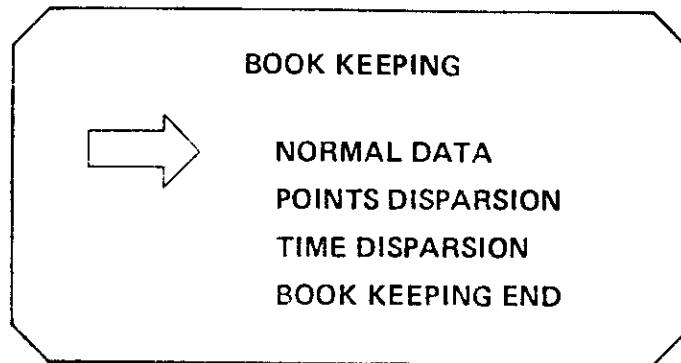 BOOK KEEPING
NORMAL DATA
POINTS DISPARSION
TIME DISPARSION
BOOK KEEPING END